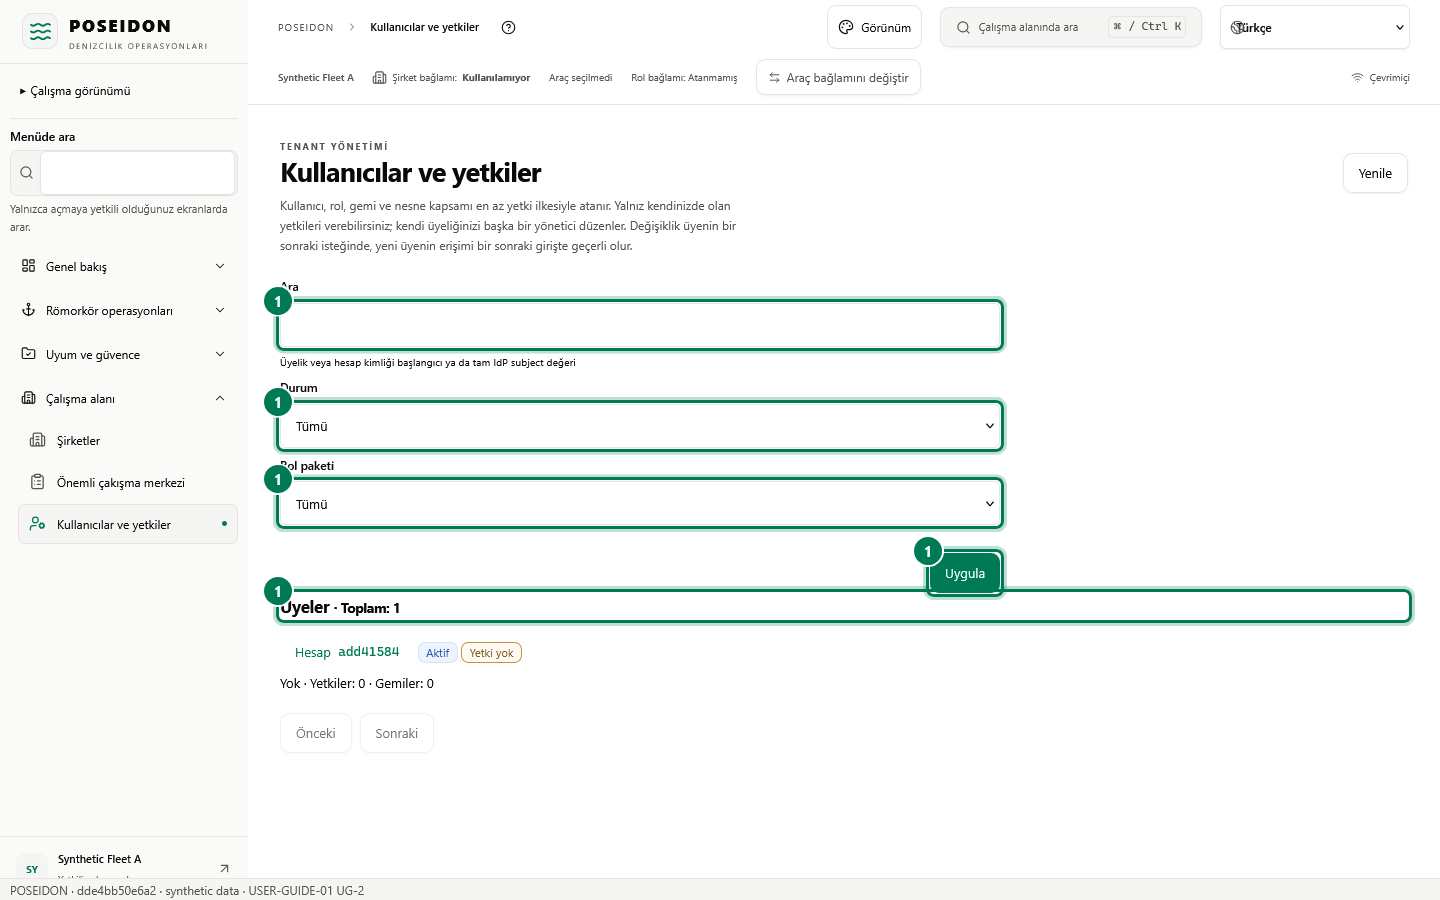 POSEIDON
DENİZCİLİK OPERASYONLARI
Çalışma görünümü
Menüde ara
Yalnızca açmaya yetkili olduğunuz ekranlarda
arar.
Genel bakış
Römorkör operasyonları
Uyum ve güvence
Çalışma alanı
Şirketler
Önemli çakışma merkezi
Kullanıcılar ve yetkiler
SY
Synthetic Fleet A
POSEIDON
Kullanıcılar ve yetkiler
Görünüm
Çalışma alanında ara
⌘ / Ctrl K
Türkçe
Synthetic Fleet A
Şirket bağlamı: Kullanılamıyor
Araç seçilmedi
Rol bağlamı: Atanmamış
Araç bağlamını değiştir
Çevrimiçi
TENANT YÖNETİMİ
Kullanıcılar ve yetkiler
Yenile
Kullanıcı, rol, gemi ve nesne kapsamı en az yetki ilkesiyle atanır. Yalnız kendinizde olan
yetkileri verebilirsiniz; kendi üyeliğinizi başka bir yönetici düzenler. Değişiklik üyenin bir
sonraki isteğinde, yeni üyenin erişimi bir sonraki girişte geçerli olur.
Ara
1
Üyelik veya hesap kimliği başlangıcı ya da tam IdP subject değeri
Durum
1
Tümü
Rol paketi
1
Tümü
1
Uygula
1
Üyeler · Toplam: 1
Hesap add41584
Aktif
Yetki yok
Yok · Yetkiler: 0 · Gemiler: 0
Önceki
Sonraki
POSEIDON · dde4bb50e6a2 · synthetic data · USER-GUIDE-01 UG-2